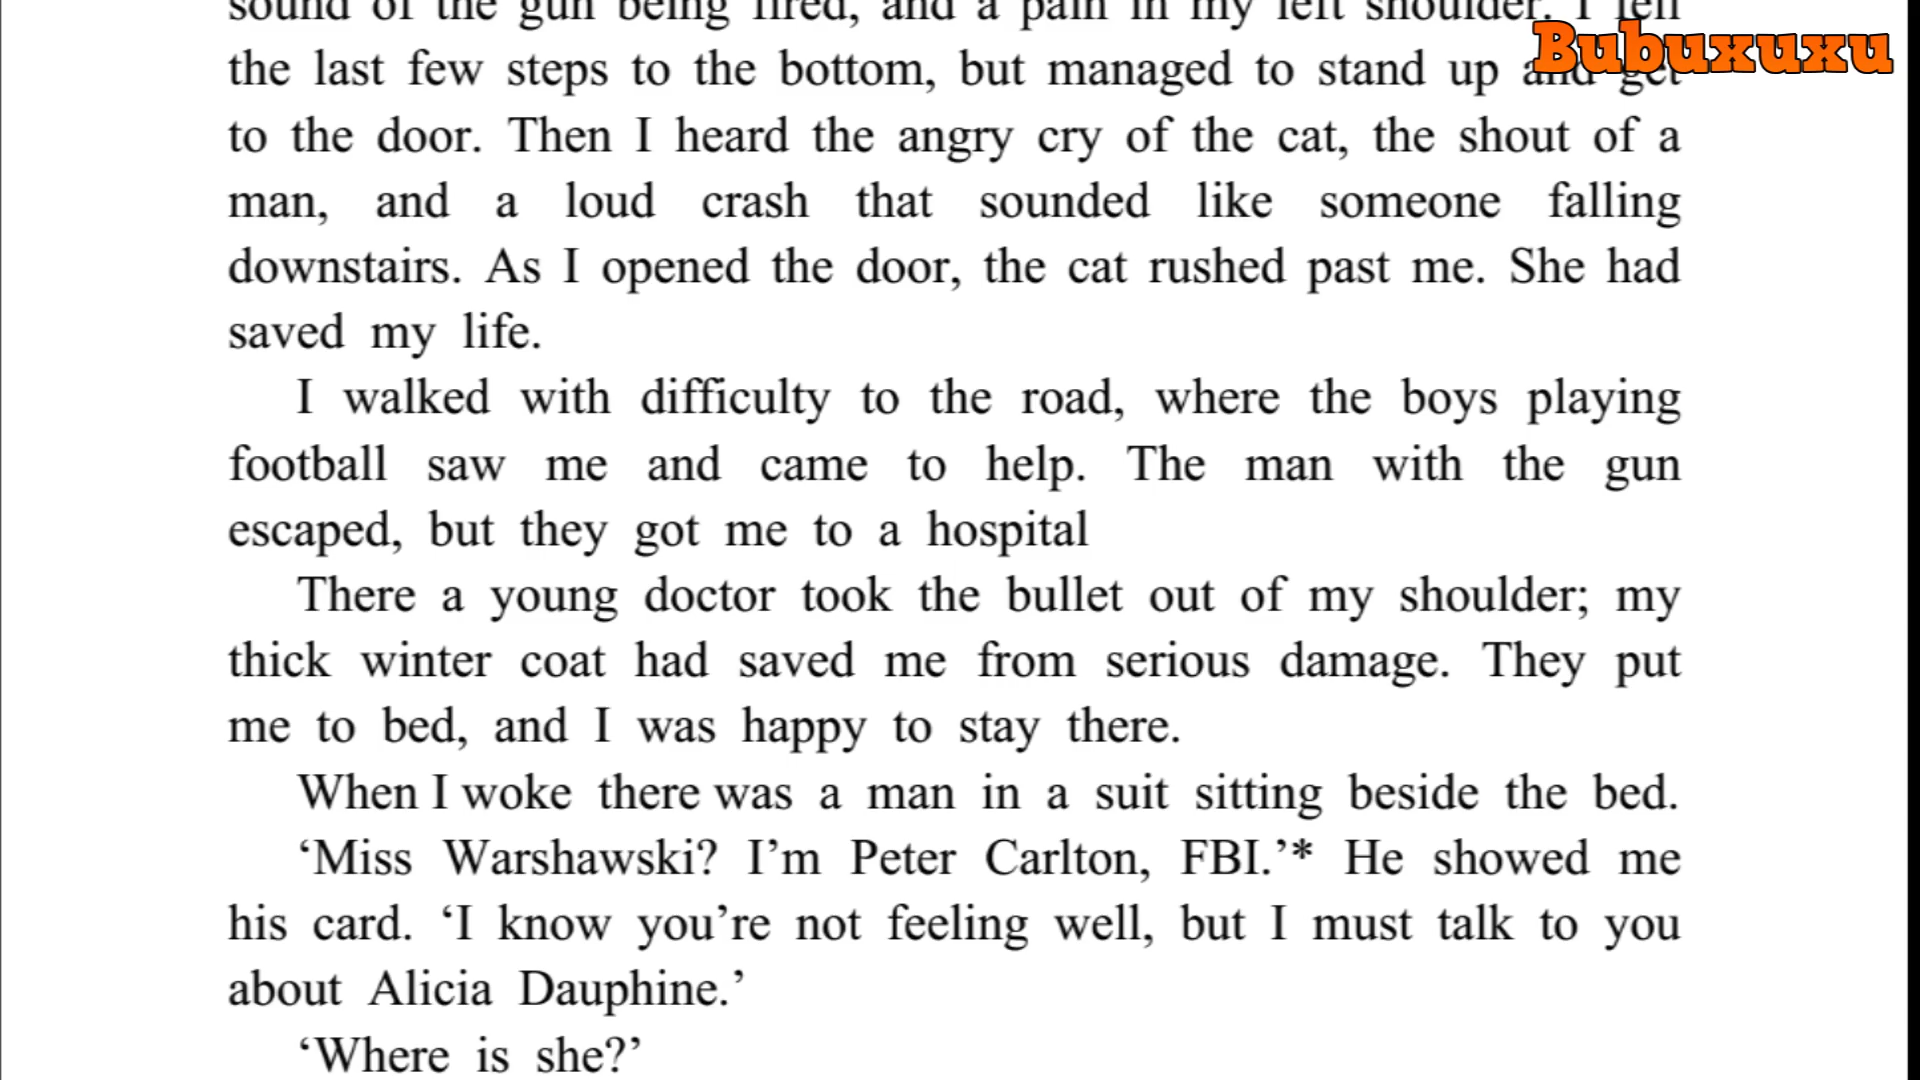 sound of the gun being fired, and a pain in my left shoulder. I fell
Bubuxuxu
the last few steps to the bottom, but managed to stand up and get
to the door. Then I heard the angry cry of the cat, the shout of a
man, and a loud crash that sounded like someone falling
downstairs. As I opened the door, the cat rushed past me. She had
saved my life.
I walked with difficulty to the road, where the boys playing
football saw me and came to help. The man with the gun
escaped, but they got me to a hospital
There a young doctor took the bullet out of my shoulder; my
thick winter coat had saved me from serious damage. They put
me to bed, and I was happy to stay there.
When I woke there was a man in a suit sitting beside the bed.
‘Miss Warshawski? I’m Peter Carlton, FBI.’* He showed me
his card. ‘I know you’re not feeling well, but I must talk to you
about Alicia Dauphine.’
‘Where is she?’